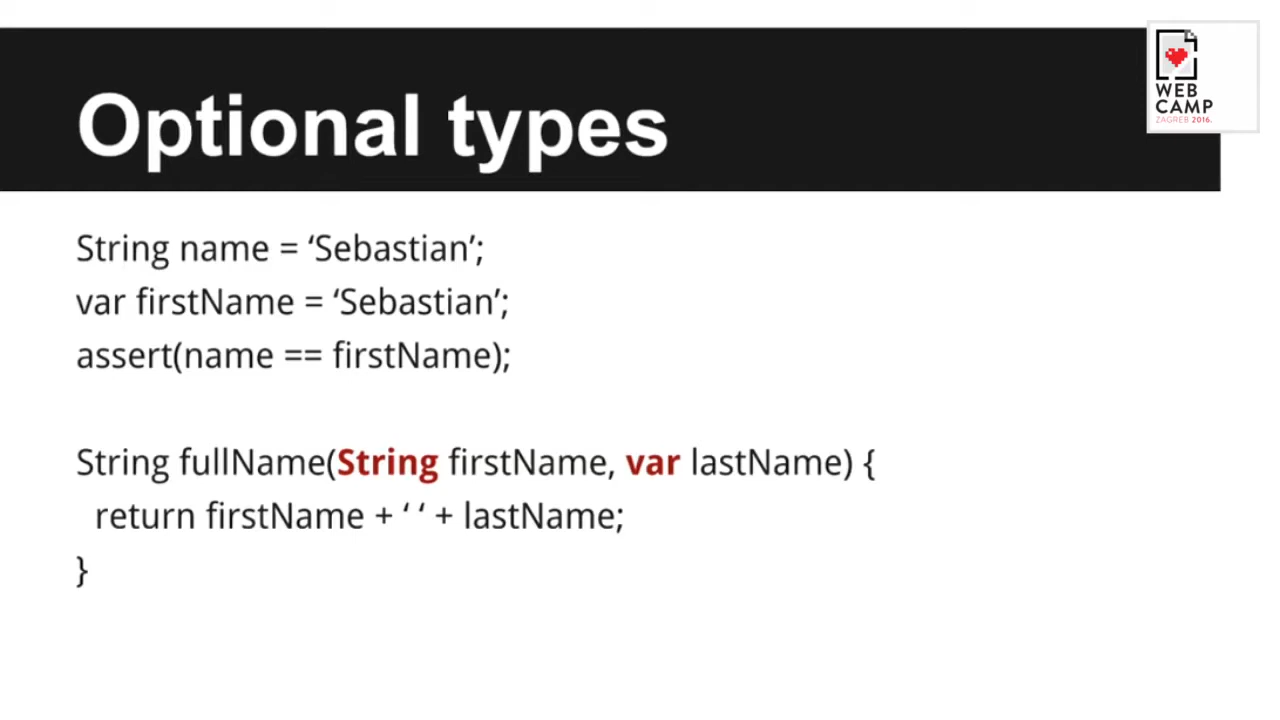 Optional types
WEB
CAMP
ZAGREB 2016.
String name = ‘Sebastian’;
var firstName = ‘Sebastian’;
assert(name == firstName);
String fullName(String firstName, var lastName) {
return firstName + ‘ ‘ + lastName;
}